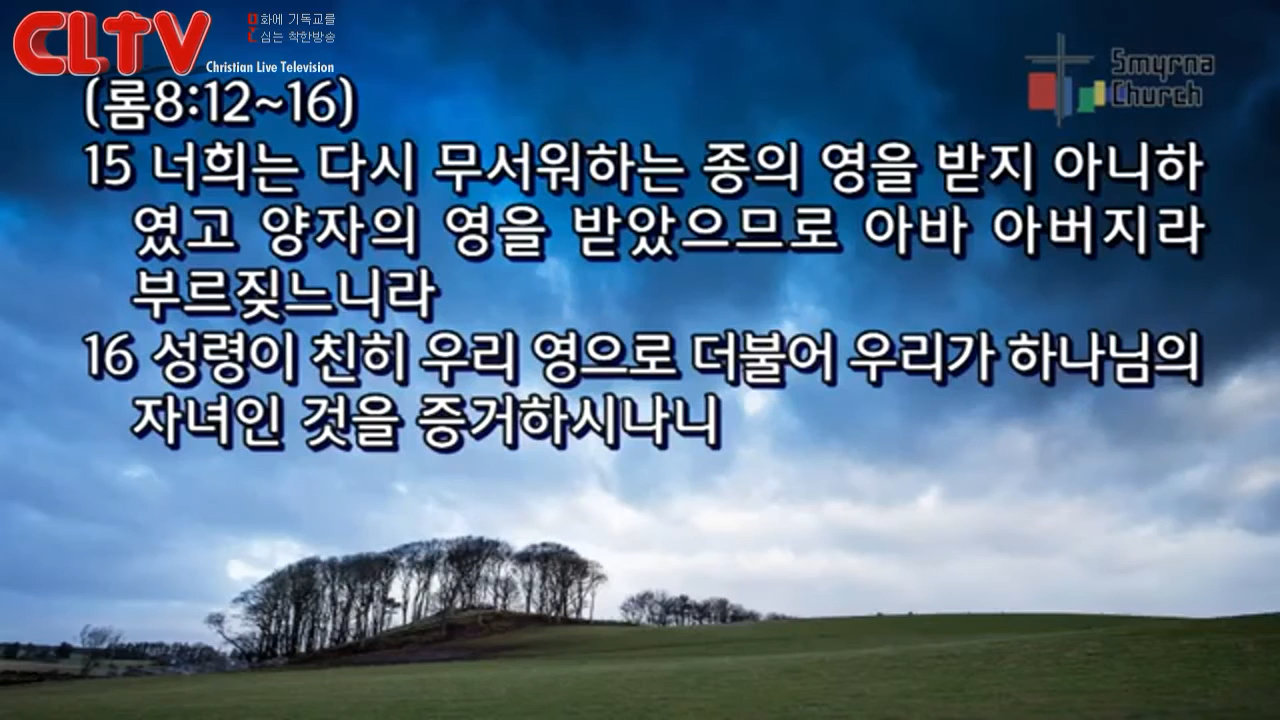 CLTV
화에 기독교를
심는 착한방송
Christian Live Television
Smyrna
Church
(롬8:12~16)
15 너희는 다시 무서워하는 종의 영을 받지 아니하
였고 양자의 영을 받았으므로 아바 아버지라
부르짖느니라
16 성령이 친히 우리 영으로 더불어 우리가 하나님의
자녀인 것을 증거하시나니